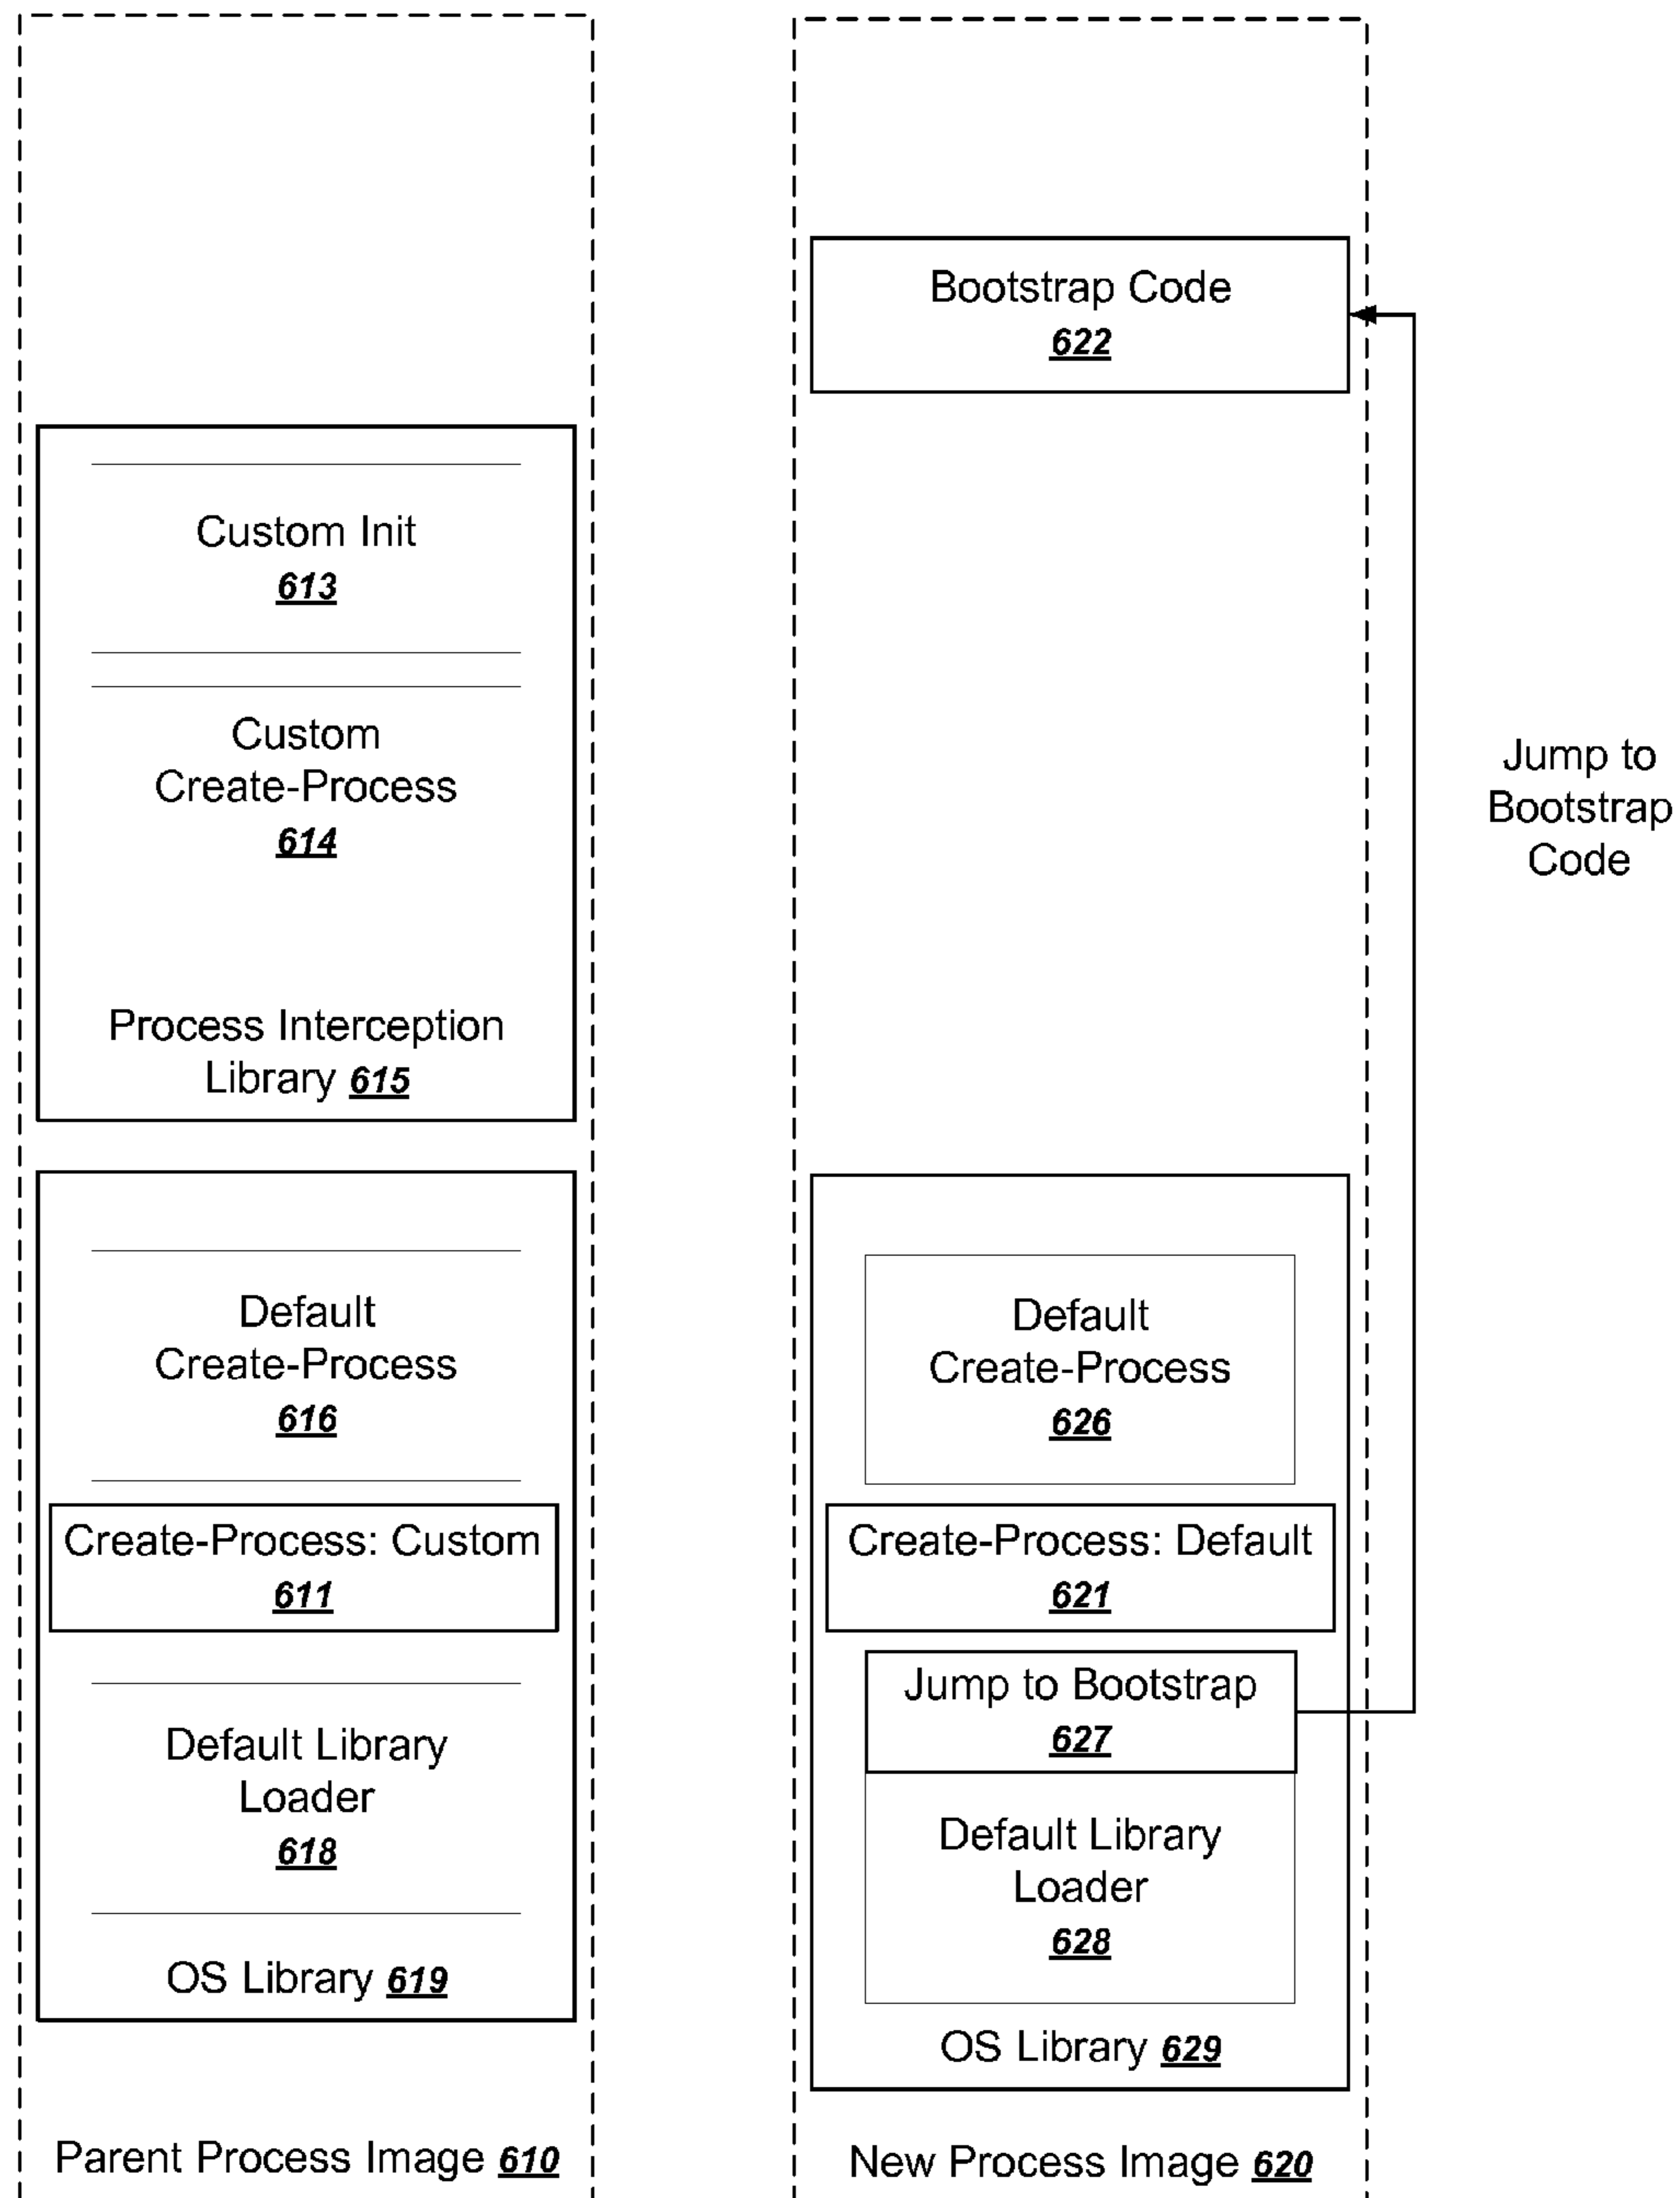 Custom Init
613
Custom
Create-Process
614
Process Interception
Library 615
Default
Create-Process
616
Create-Process: Custom
611
Default Library
Loader
618
OS Library 619
Parent Process Image 610
Bootstrap Code
622
Default
Create-Process
626
Create-Process: Default
621
Jump to Bootstrap
627
Default Library
Loader
628
OS Library 629
New Process Image 620
Jump to
Bootstrap
Code